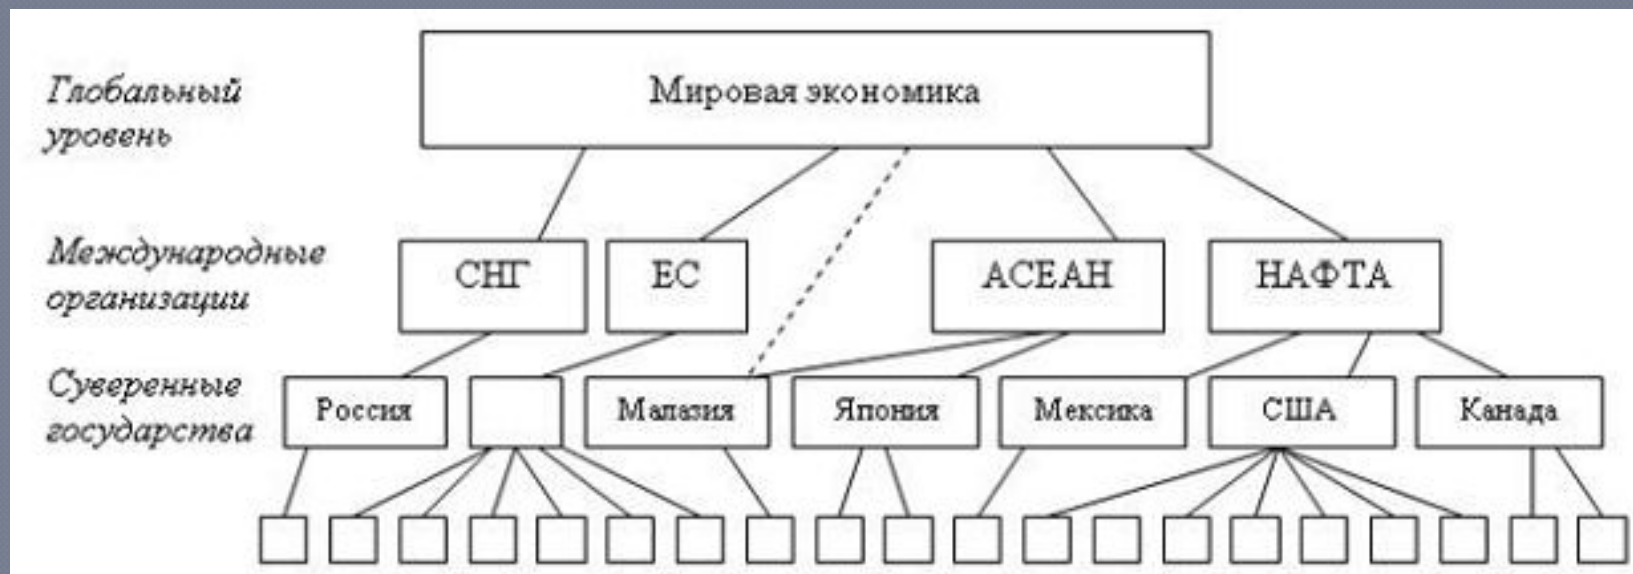 Глобальный
уровень
Мировая экономика
Международные
организации
СНГ
ЕС
АСЕАН
НАФТА
Суверенные
государства
Россия
Малазия
Япония
Мексика
США
Канада